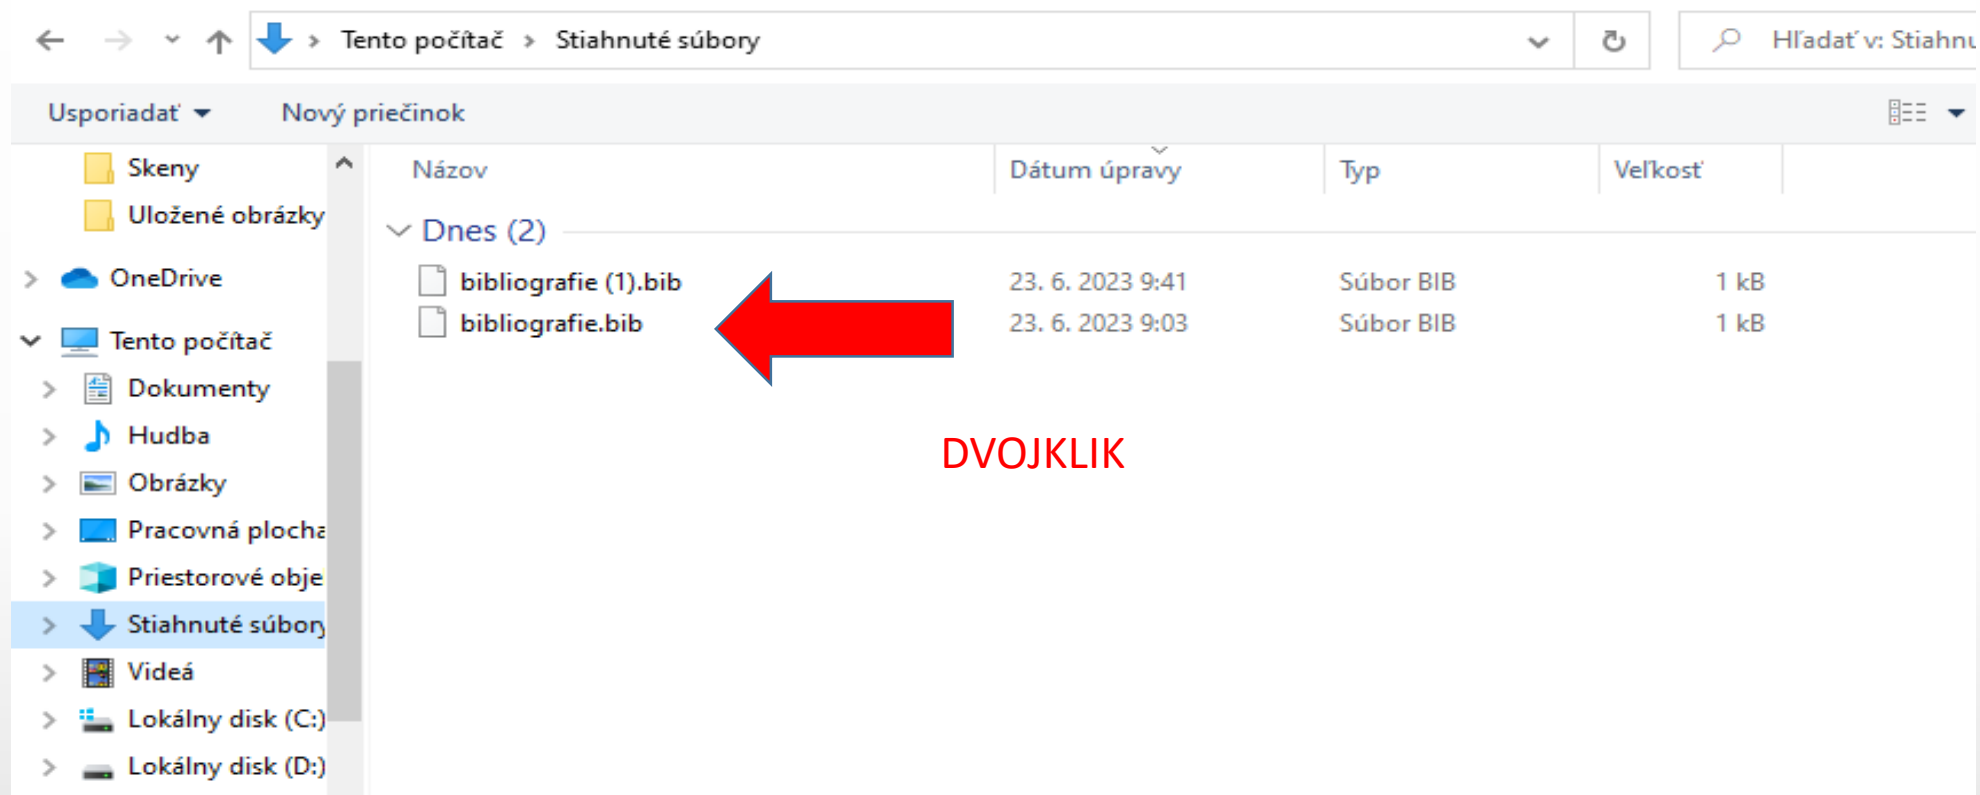 Tento počítač > Stiahnuté súbory
Hľadať v: Stiahnu
Usporiadať Nový priečinok
Názov Dátum úpravy Typ Veľkosť
Dnes (2)
bibliografie (1).bib 23. 6. 2023 9:41 Súbor BIB 1 kB
bibliografie.bib 23. 6. 2023 9:03 Súbor BIB 1 kB
DVOJKLIK
Skeny
Uložené obrázky
OneDrive
Tento počítač
Dokumenty
Hudba
Obrázky
Pracovná plocha
Priestorové obje
Stiahnuté súbory
Videá
Lokálny disk (C:)
Lokálny disk (D:)